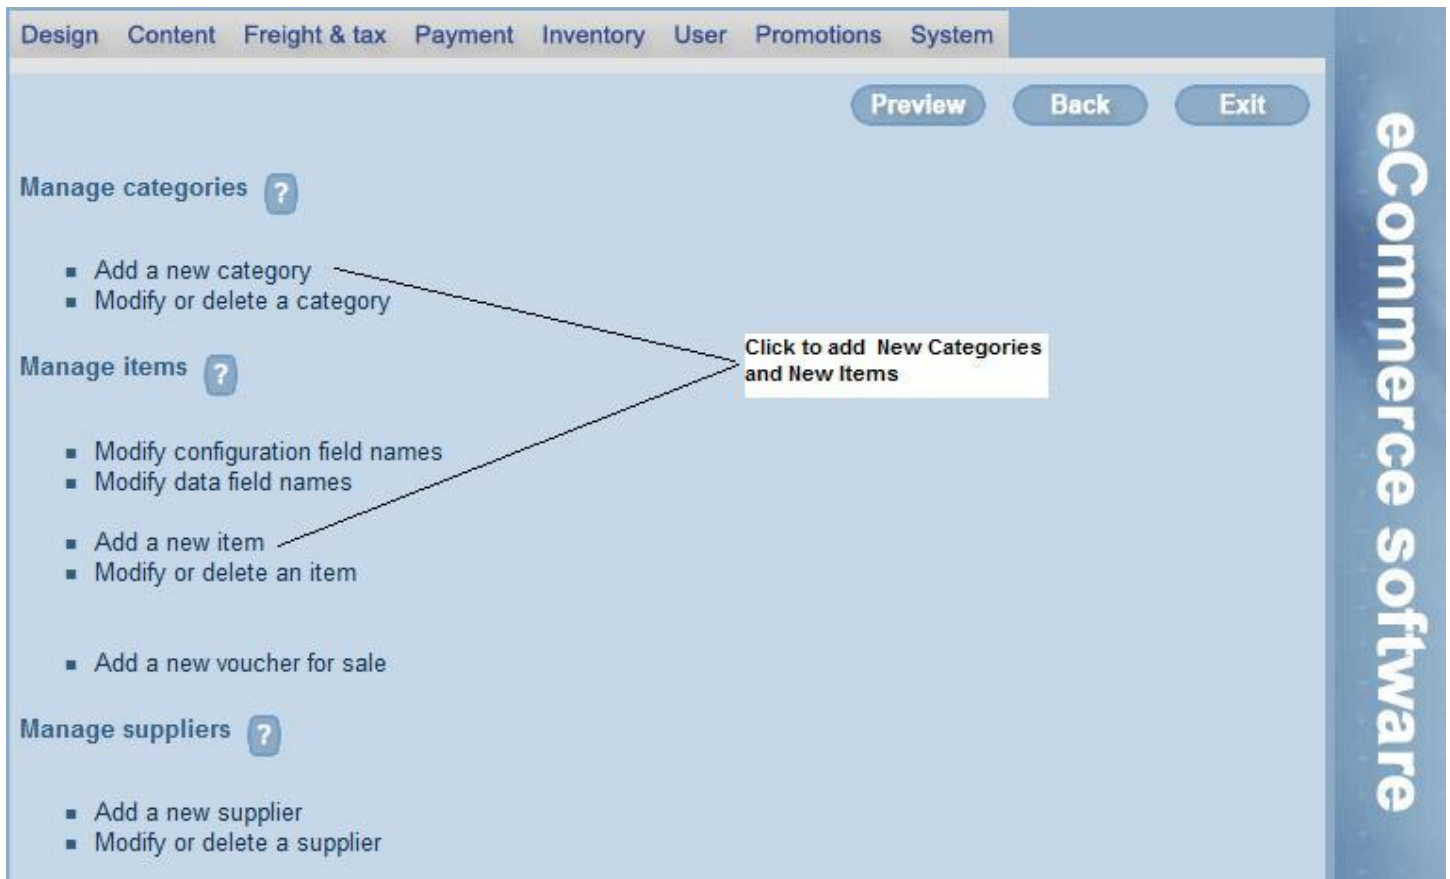 Design Content Freight & tax Payment Inventory User Promotions System
Preview Back Exit
Manage categories ?
Add a new category
Modify or delete a category
Click to add New Categories
and New Items
Manage items ?
Modify configuration field names
Modify data field names
Add a new item
Modify or delete an item
Add a new voucher for sale
Manage suppliers ?
Add a new supplier
Modify or delete a supplier
eCommerce software